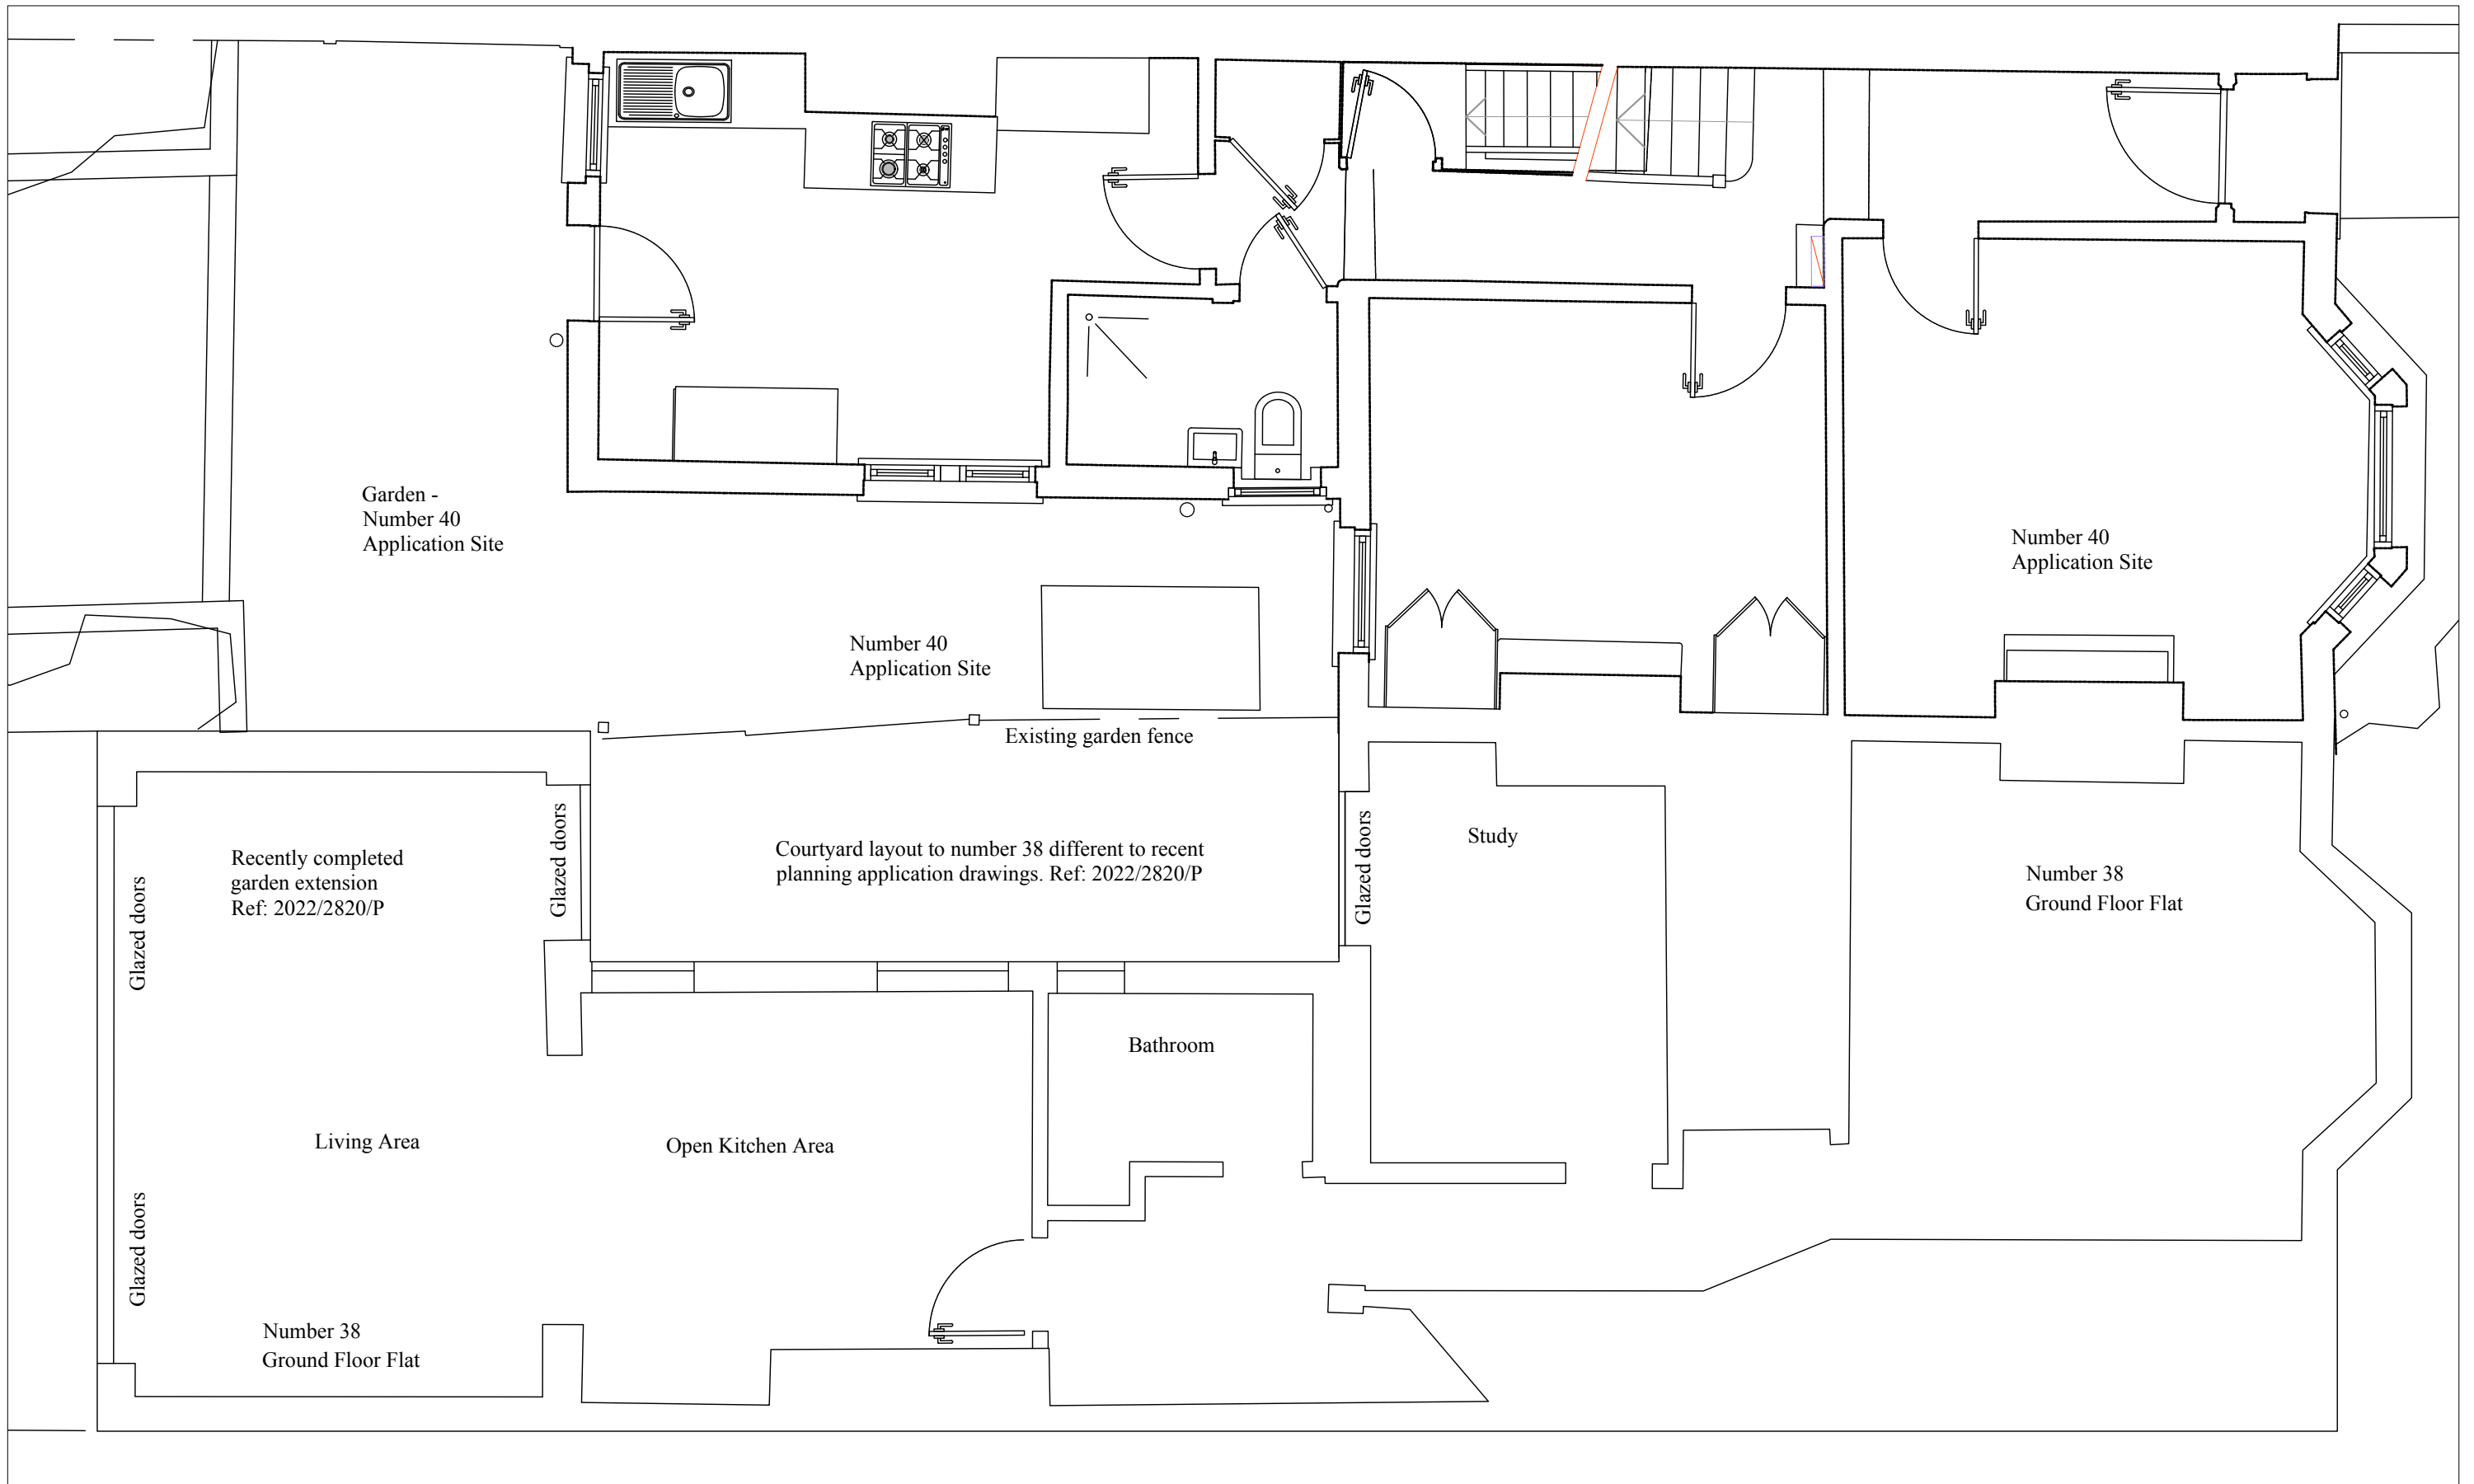 Garden -
Number 40
Application Site
Number 40
Application Site
Number 40
Application Site
Existing garden fence
Recently completed
garden extension
Ref: 2022/2820/P
Glazed doors
Glazed doors
Courtyard layout to number 38 different to recent
planning application drawings. Ref: 2022/2820/P
Glazed doors
Study
Number 38
Ground Floor Flat
Bathroom
Living Area
Open Kitchen Area
Glazed doors
Number 38
Ground Floor Flat